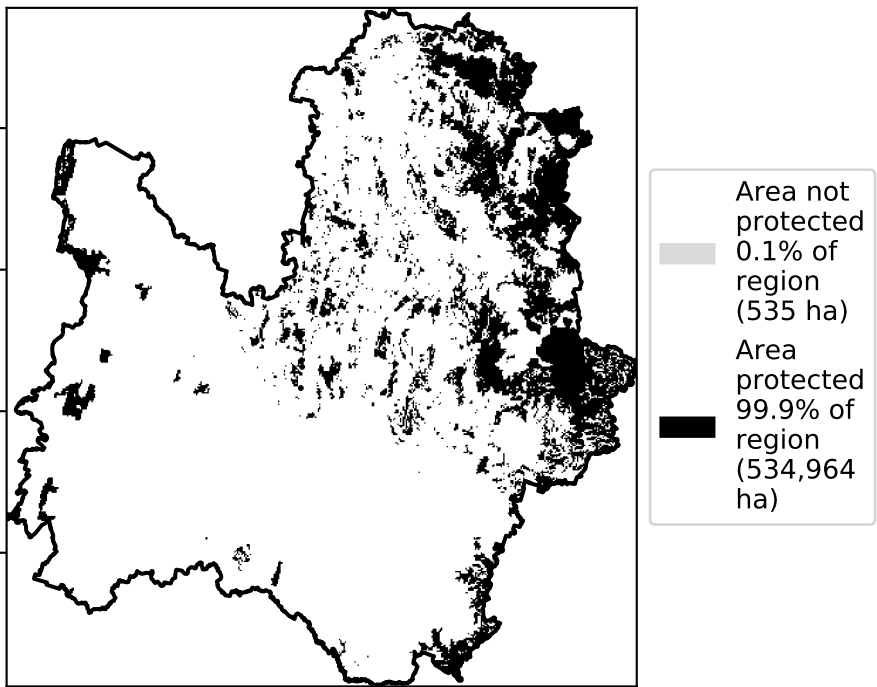 Area not
protected
0.1% of
region
(535 ha)
Area
protected
99.9% of
region
(534,964
ha)